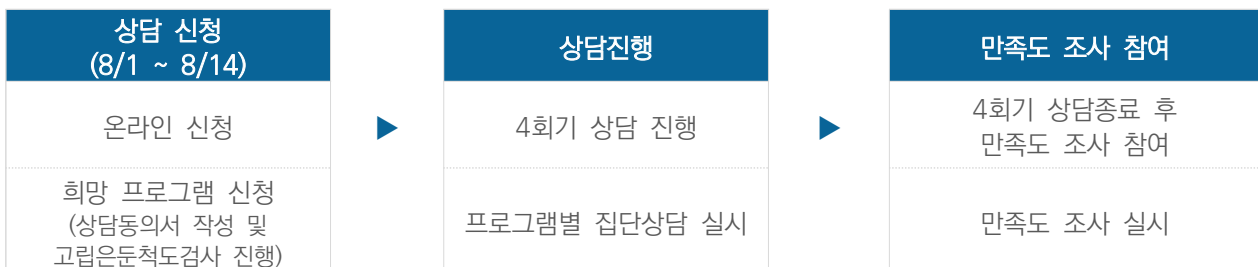 상담 신청
(8/1 ~ 8/14)
온라인 신청
희망 프로그램 신청
(상담동의서 작성 및
고립은둔척도검사 진행)
▶
상담진행
4회기 상담 진행
프로그램별 집단상담 실시
▶
만족도 조사 참여
4회기 상담종료 후
만족도 조사 참여
만족도 조사 실시